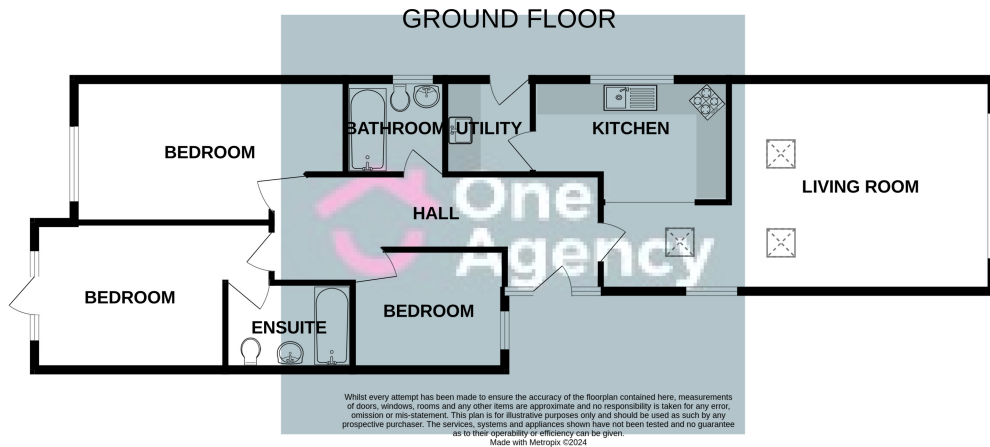 GROUND FLOOR
BEDROOM
BATHROOM
UTILITY
KITCHEN
LIVING ROOM
HALL
One
Agency
BEDROOM
ENSUITE
BEDROOM
Whilst every attempt has been made to ensure the accuracy of the floorplan contained here, measurements
of doors, windows, rooms and any other items are approximate and no responsibility is taken for any error,
omission or mis-statement. This plan is for illustrative purposes only and should be used as such by any
prospective purchaser. The services, systems and appliances shown have not been tested and no guarantee
as to their operability or efficiency can be given.
Made with Metropix ©2024